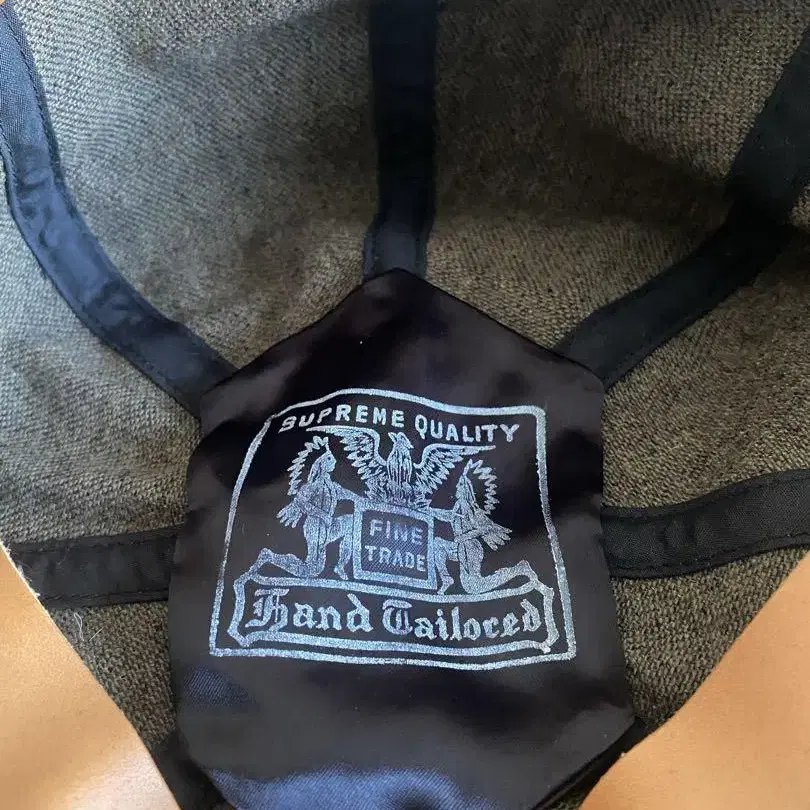 SUPREME QUALITY
FINE
TRADE
Hand Tailored